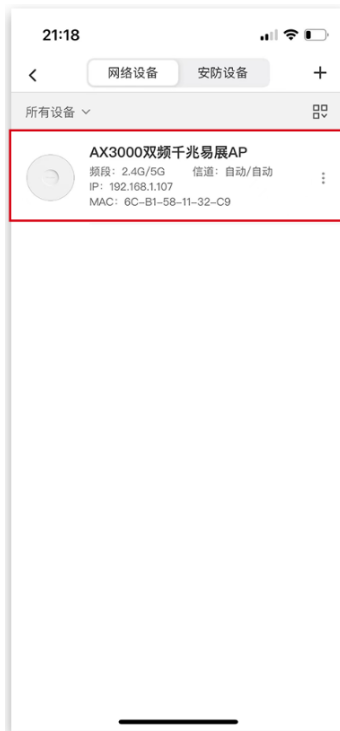 21:18
网络设备 安防设备
所有设备
AX3000双频千兆易展AP
频段：2.4G/5G 信道：自动/自动
IP：192.168.1.107
MAC：6C-B1-58-11-32-C9